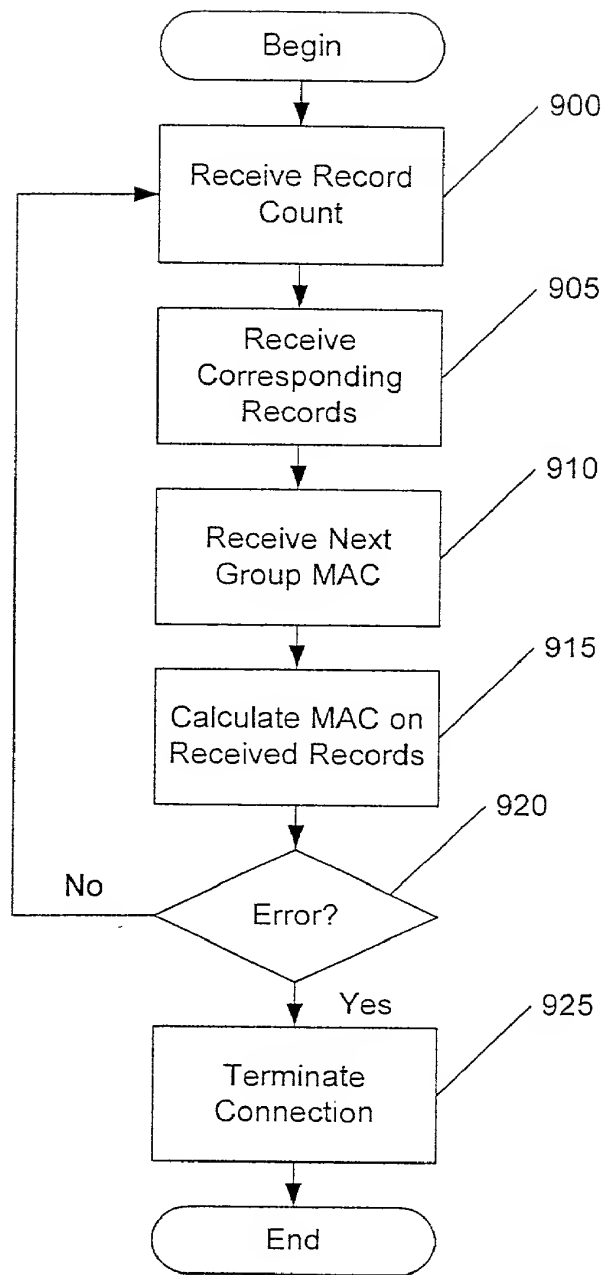 Begin
900
Receive Record
Count
905
Receive
Corresponding
Records
910
Receive Next
Group MAC
915
Calculate MAC on
Received Records
920
No
Error?
Yes
925
Terminate
Connection
End